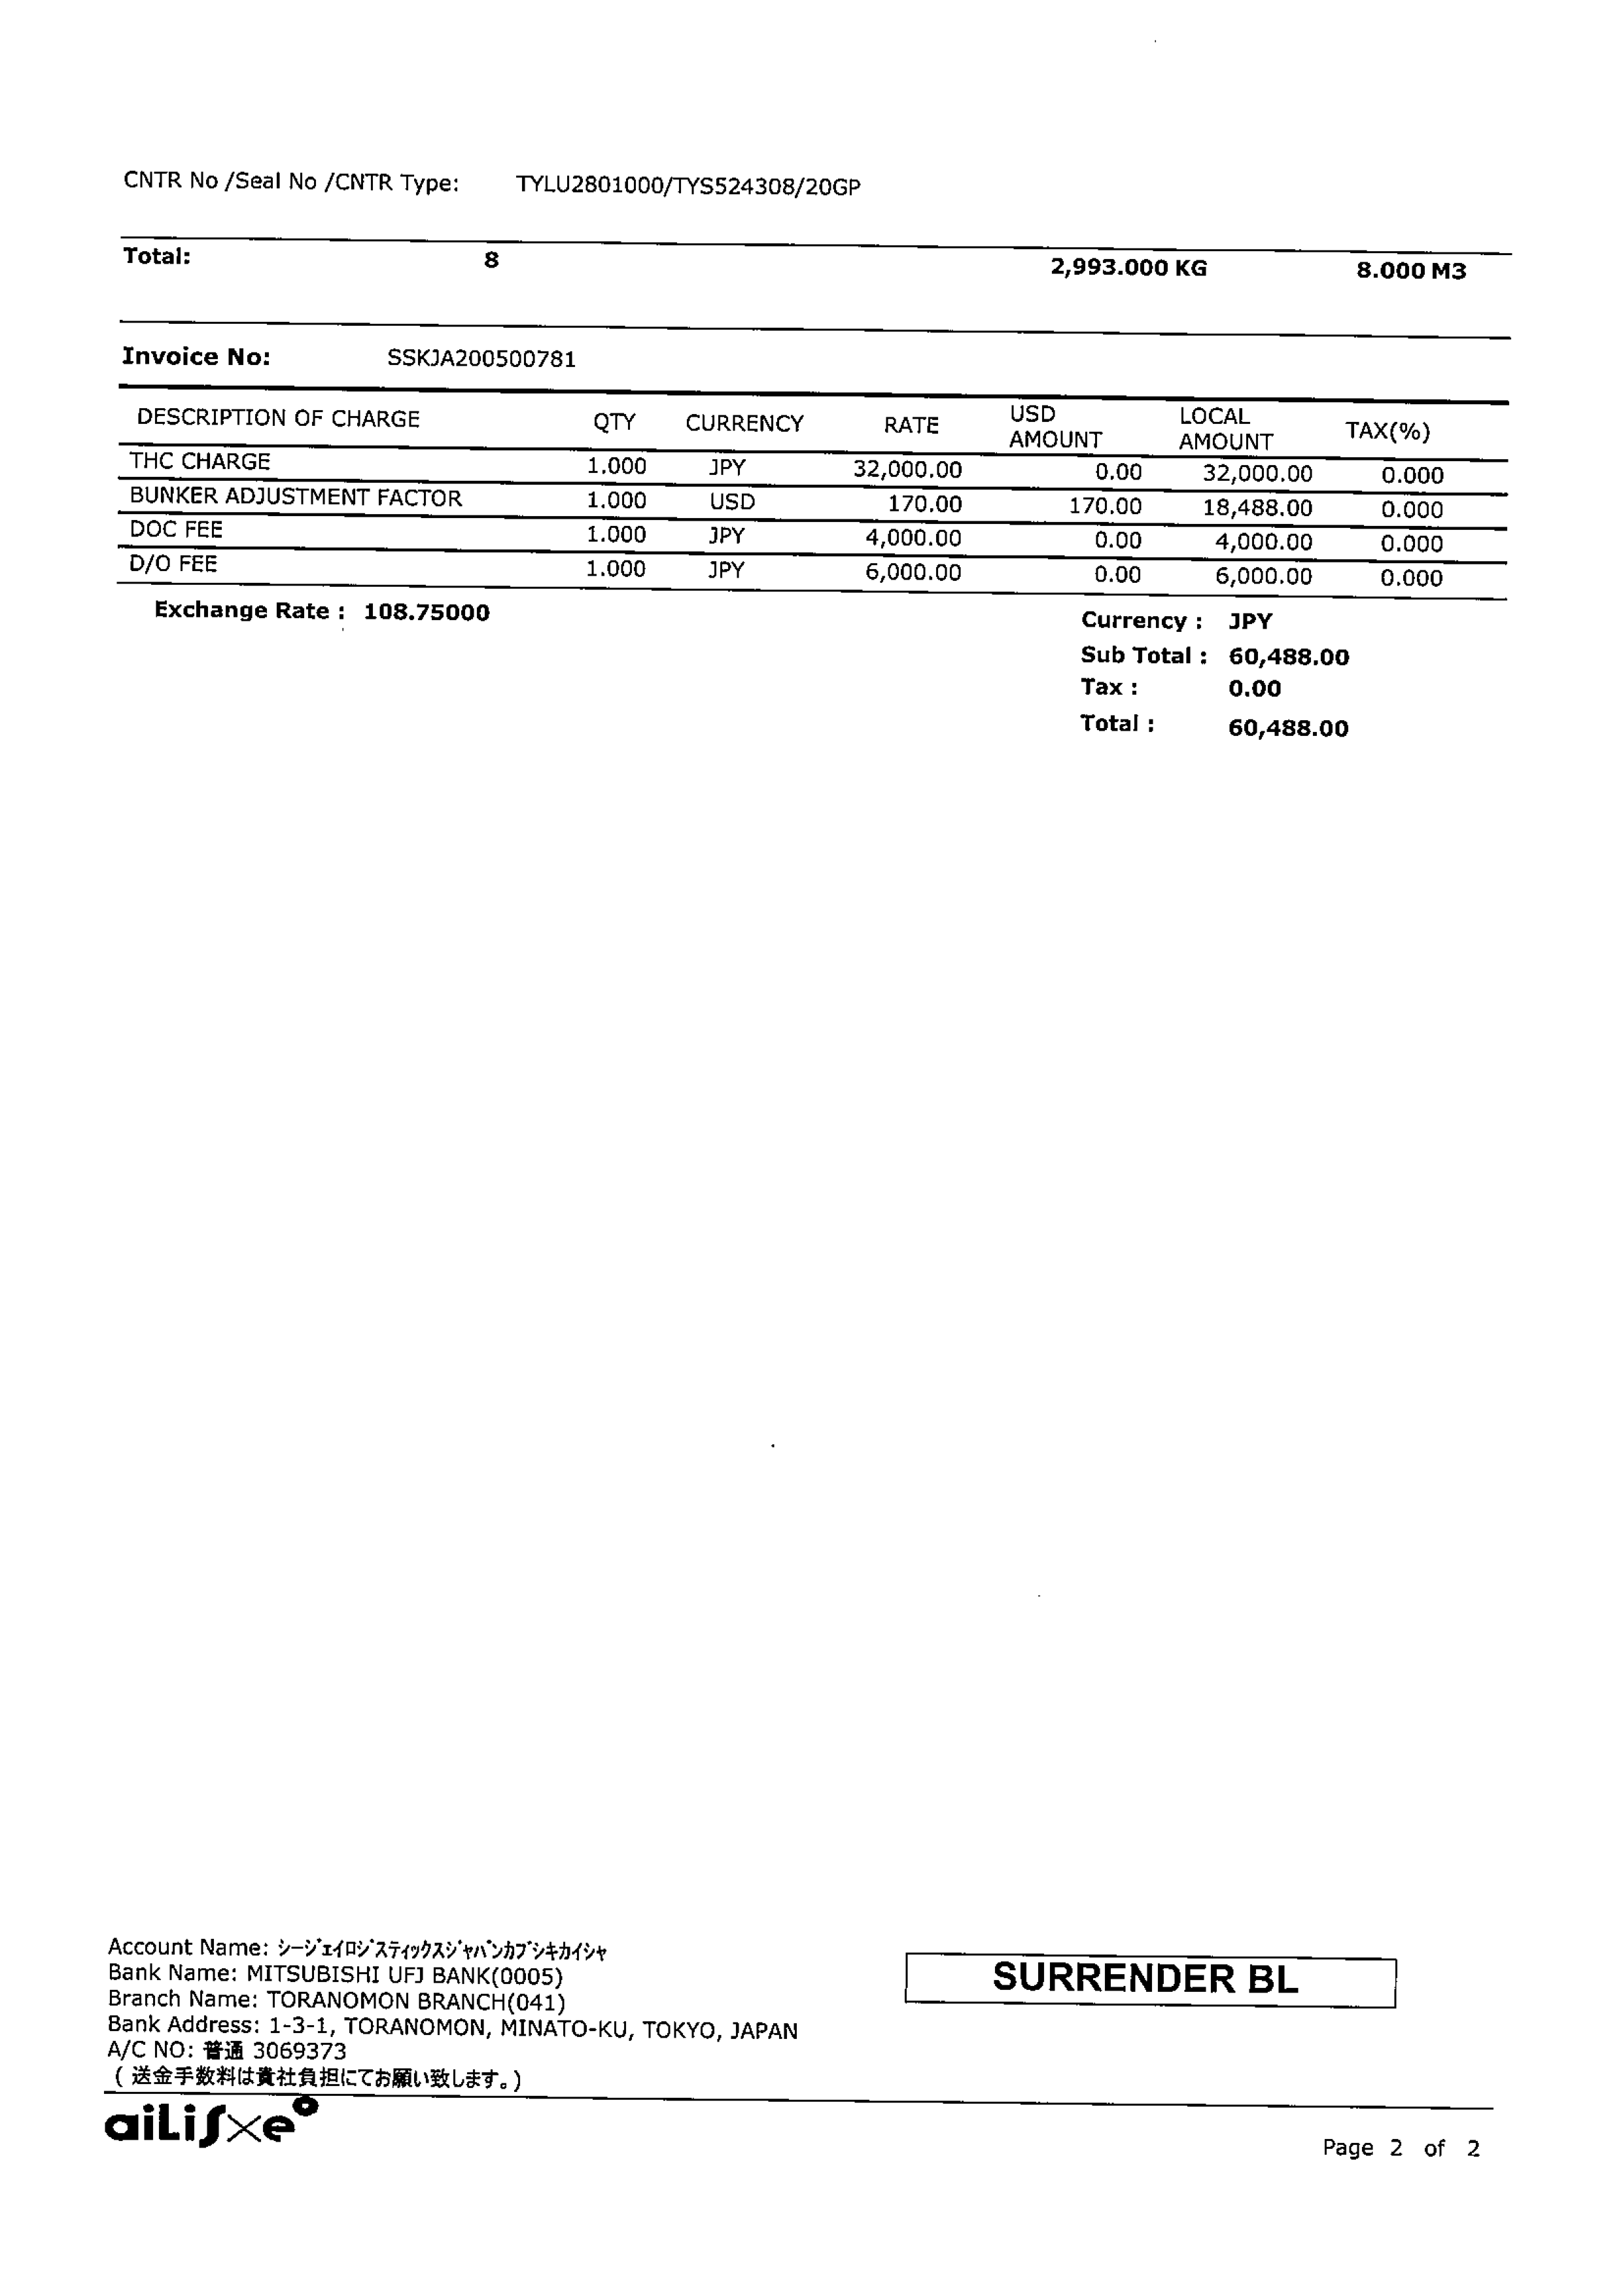 CNTR No /Seal No /CNTR Type: TYLU2801000/TYS524308/20GP
Total: 8 2,993.000 KG 8.000 M3
Invoice No: SSKJA200500781
DESCRIPTION OF CHARGE QTY CURRENCY RATE USD AMOUNT LOCAL AMOUNT TAX(%)
THC CHARGE 1.000 JPY 32,000.00 0.00 32,000.00 0.000
BUNKER ADJUSTMENT FACTOR 1.000 USD 170.00 170.00 18,488.00 0.000
DOC FEE 1.000 JPY 4,000.00 0.00 4,000.00 0.000
D/O FEE 1.000 JPY 6,000.00 0.00 6,000.00 0.000
Exchange Rate : 108.75000
Currency : JPY
Sub Total : 60,488.00
Tax : 0.00
Total : 60,488.00
Account Name: シージェイロジスティックスジャパンカブシキカイシャ
Bank Name: MITSUBISHI UFJ BANK(0005)
Branch Name: TORANOMON BRANCH(041)
Bank Address: 1-3-1, TORANOMON, MINATO-KU, TOKYO, JAPAN
A/C NO: 普通 3069373
( 送金手数料は貴社負担にてお願い致します。)
SURRENDER BL
aiLiSxe
Page 2 of 2